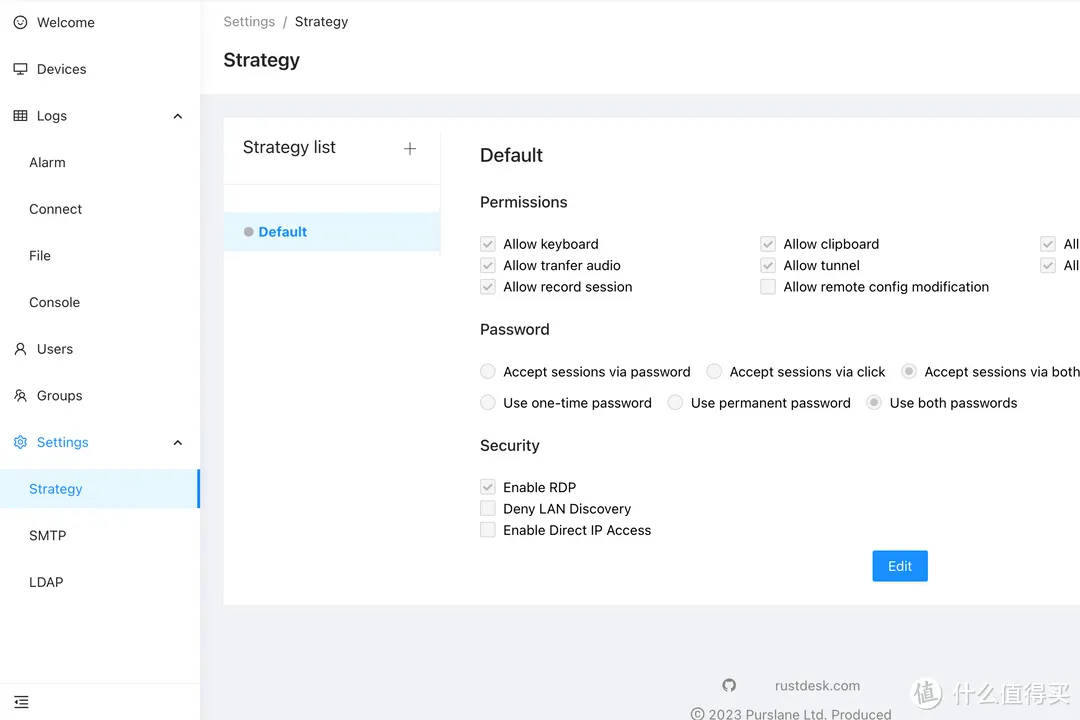 Welcome
Devices
Logs
Alarm
Connect
File
Console
Users
Groups
Settings
Strategy
SMTP
LDAP
Settings / Strategy
Strategy
Strategy list +
Default
Default
Permissions
Allow keyboard Allow clipboard All
Allow tranfer audio Allow tunnel All
Allow record session Allow remote config modification
Password
Accept sessions via password Accept sessions via click Accept sessions via both
Use one-time password Use permanent password Use both passwords
Security
Enable RDP
Deny LAN Discovery
Enable Direct IP Access
Edit
rustdesk.com
© 2023 Purslane Ltd. Produced
值 什么值得买